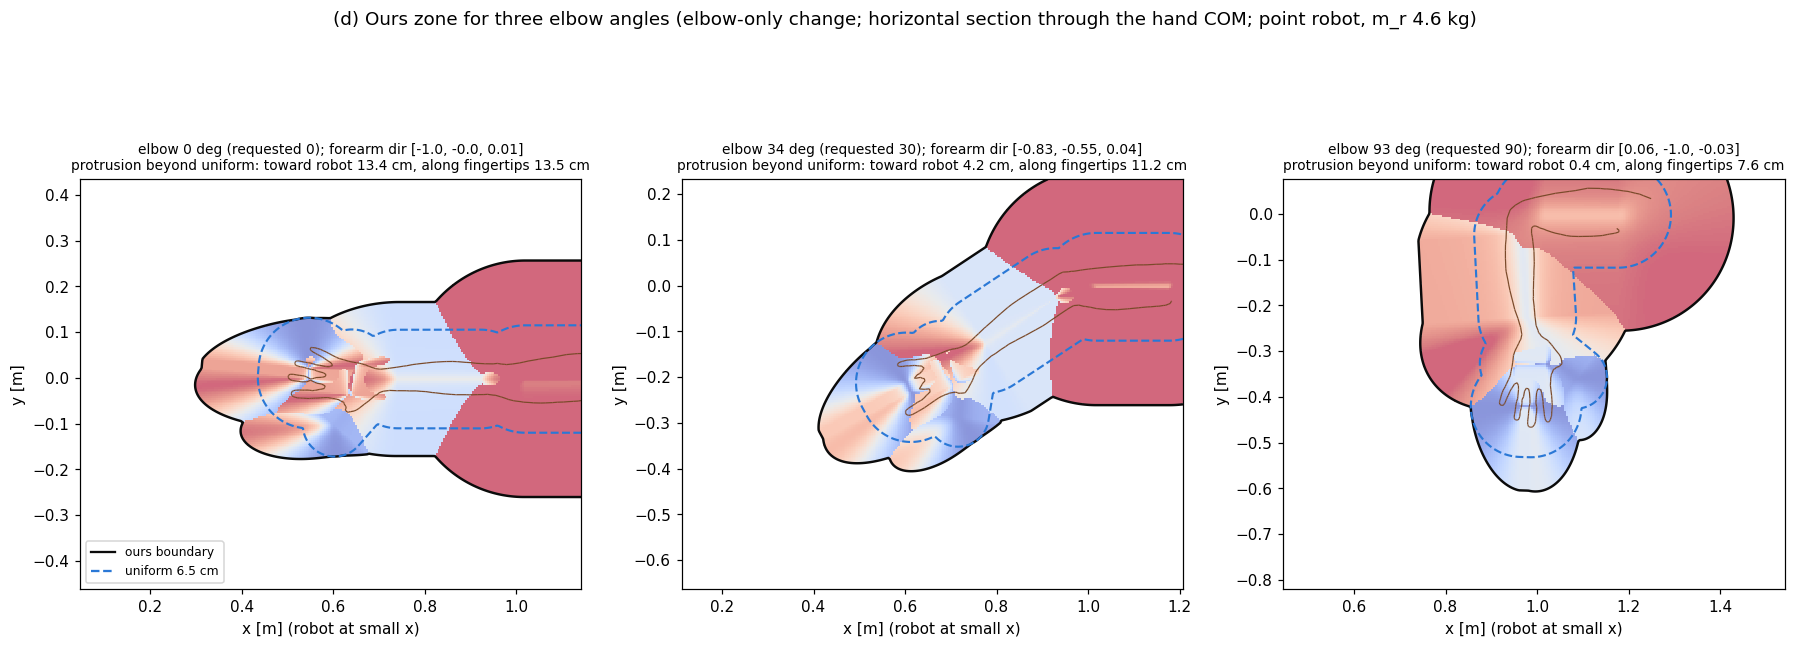 (d) Ours zone for three elbow angles (elbow-only change; horizontal section through the hand COM; point robot, m_r 4.6 kg)
elbow 0 deg (requested 0); forearm dir [-1.0, -0.0, 0.01]
protrusion beyond uniform: toward robot 13.4 cm, along fingertips 13.5 cm
y [m]
0.4
0.3
0.2
0.1
0.0
−0.1
−0.2
−0.3
−0.4
ours boundary
uniform 6.5 cm
0.2 0.4 0.6 0.8 1.0
x [m] (robot at small x)
elbow 34 deg (requested 30); forearm dir [-0.83, -0.55, 0.04]
protrusion beyond uniform: toward robot 4.2 cm, along fingertips 11.2 cm
y [m]
0.2
0.1
0.0
−0.1
−0.2
−0.3
−0.4
−0.5
−0.6
0.2 0.4 0.6 0.8 1.0 1.2
x [m] (robot at small x)
elbow 93 deg (requested 90); forearm dir [0.06, -1.0, -0.03]
protrusion beyond uniform: toward robot 0.4 cm, along fingertips 7.6 cm
y [m]
0.0
−0.1
−0.2
−0.3
−0.4
−0.5
−0.6
−0.7
−0.8
0.6 0.8 1.0 1.2 1.4
x [m] (robot at small x)